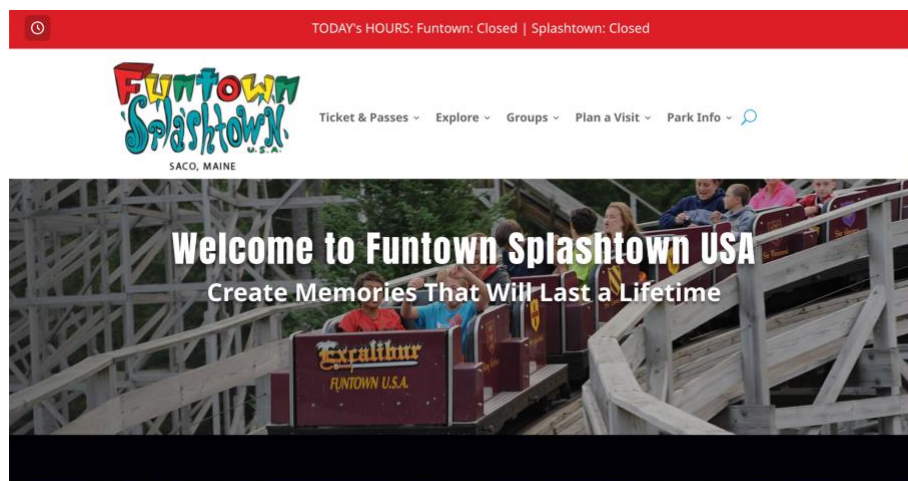 TODAY's HOURS: Funtown: Closed | Splashtown: Closed
Funtown
Splashtown
U.S.A.
SACO, MAINE
Ticket & Passes
Explore
Groups
Plan a Visit
Park Info
Welcome to Funtown Splashtown USA
Create Memories That Will Last a Lifetime
Excalibur
FUNTOWN U.S.A.